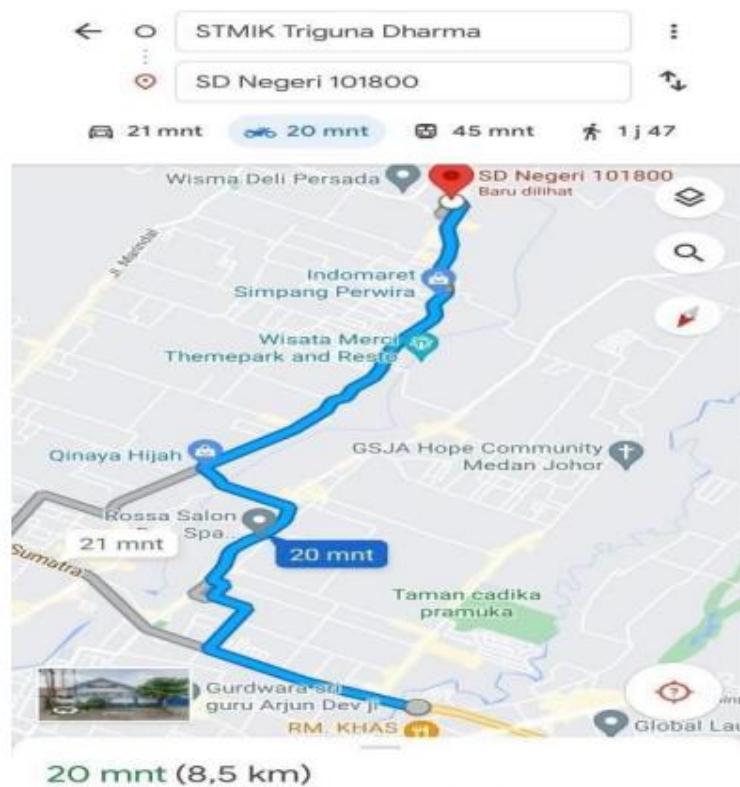 STMIK Triguna Dharma
SD Negeri 101800
21 mnt
20 mnt
45 mnt
1 j 47
Wisma Deli Persada
SD Negeri 101800
Baru dilihat
Jl. Marindal
Indomaret
Simpang Perwira
Wisata Merci
Themepark and Resto
Qinaya Hijah
GSJA Hope Community
Medan Johor
Rossa Salon
Spa...
21 mnt
20 mnt
Sumatra
Taman cadika
pramuka
Gurdwara sri
guru Arjun Dev ji
RM. KHAS
Global Lau
20 mnt (8,5 km)